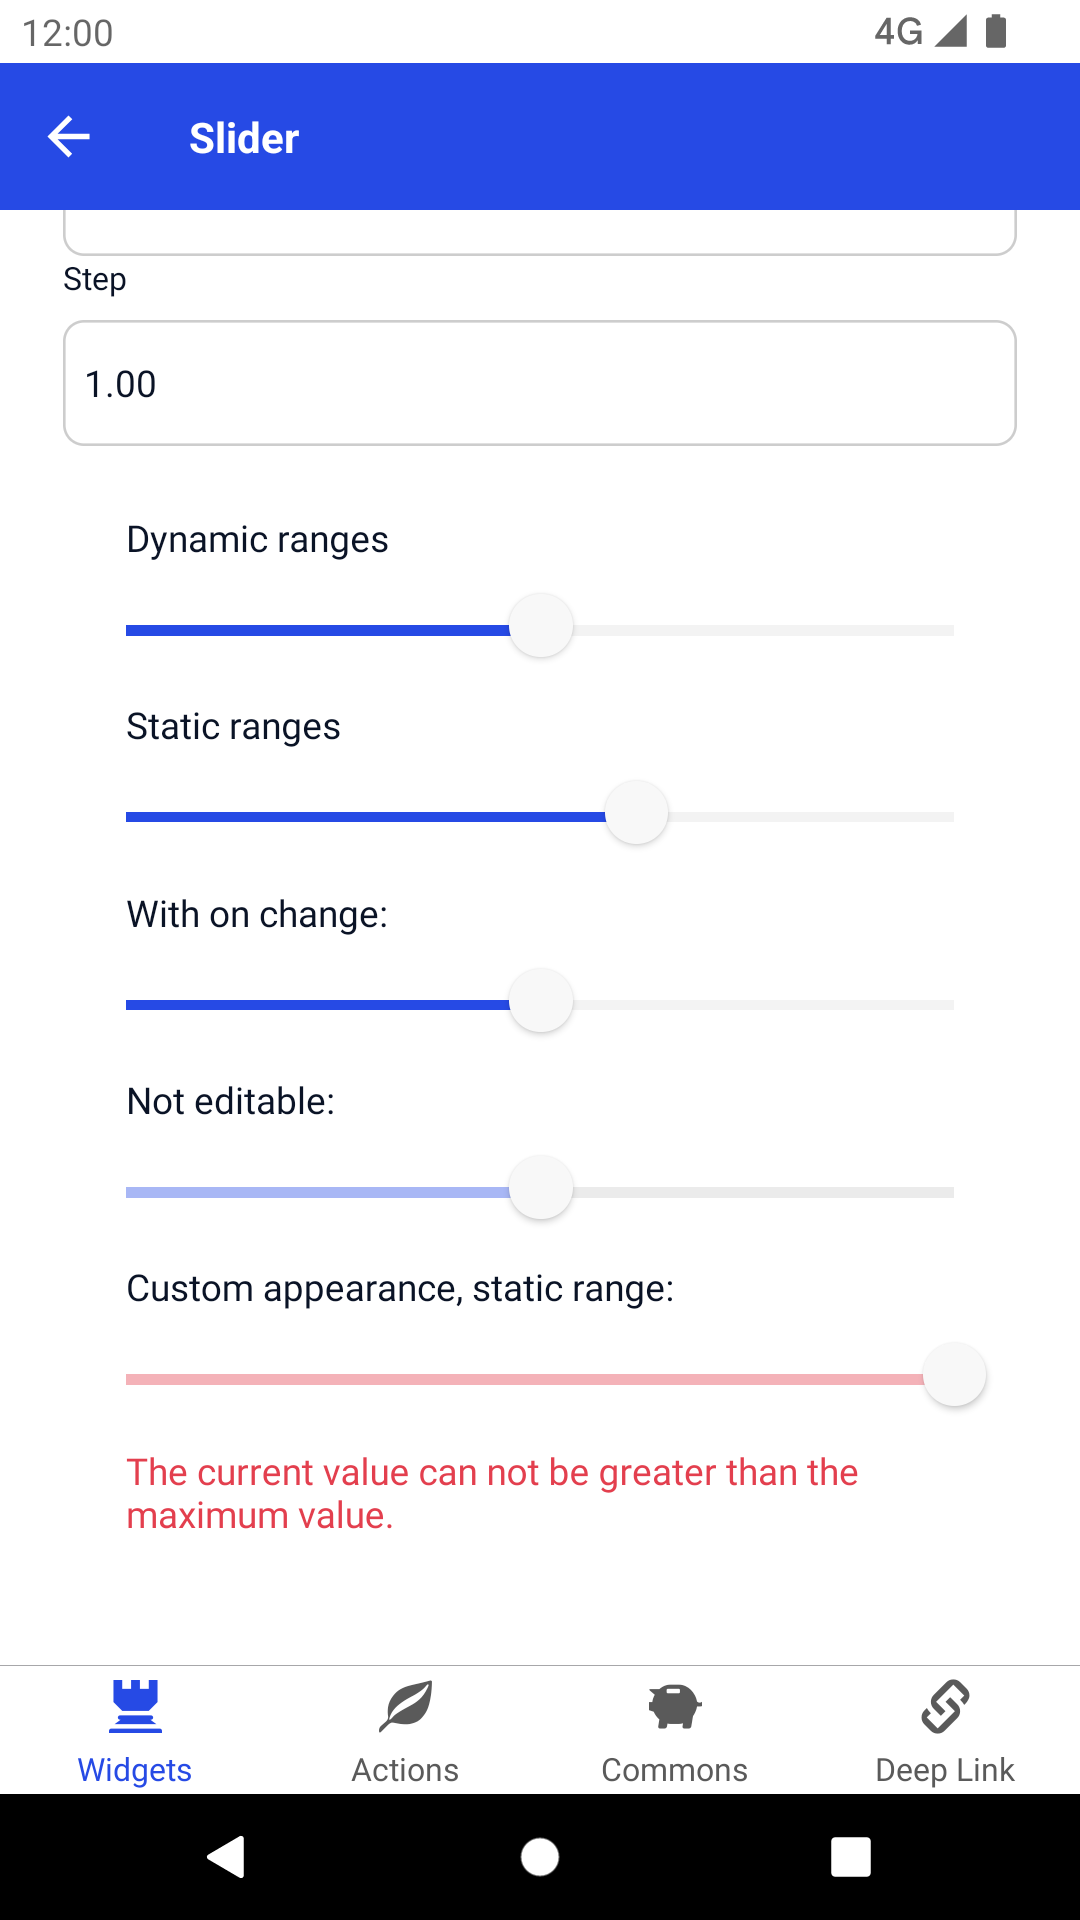 12:00
4G
Slider
Step
1.00
Dynamic ranges
Static ranges
With on change:
Not editable:
Custom appearance, static range:
The current value can not be greater than the
maximum value.
Widgets
Actions
Commons
Deep Link